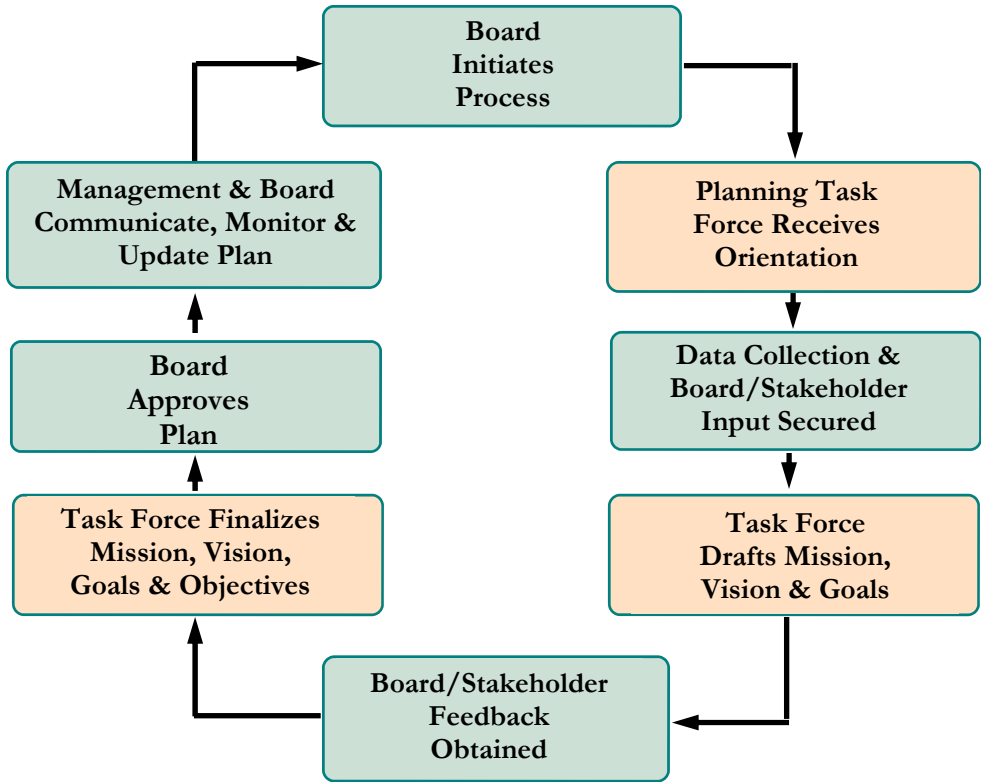 Board
Initiates
Process
Planning Task
Force Receives
Orientation
Data Collection &
Board/Stakeholder
Input Secured
Task Force
Drafts Mission,
Vision & Goals
Board/Stakeholder
Feedback
Obtained
Task Force Finalizes
Mission, Vision,
Goals & Objectives
Board
Approves
Plan
Management & Board
Communicate, Monitor &
Update Plan